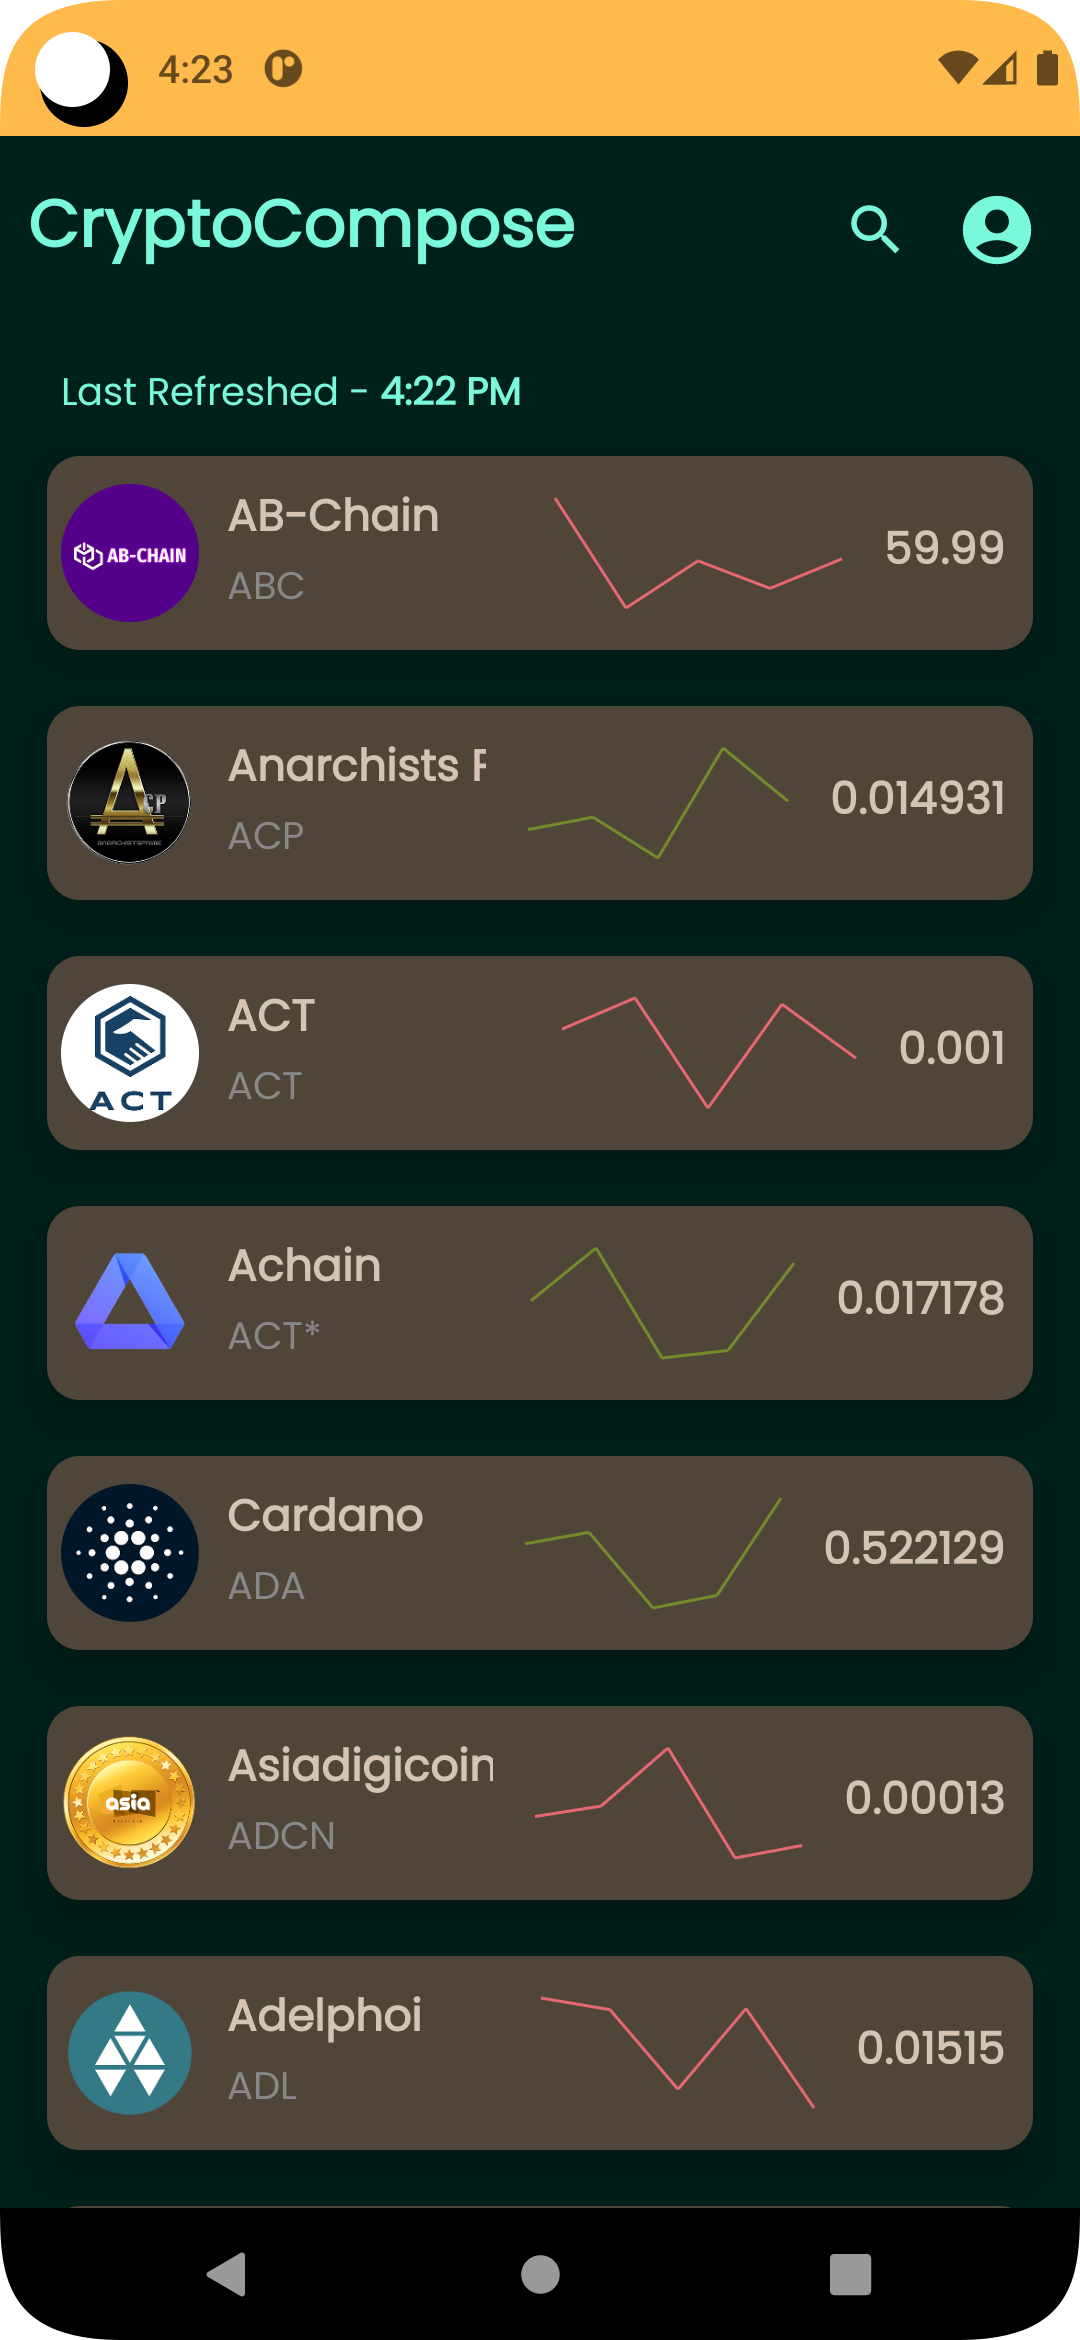 4:23
CryptoCompose
Last Refreshed - 4:22 PM
AB-CHAIN
AB-Chain
ABC
59.99
A
CP
ANARCHISTSPRIME
Anarchists P
ACP
0.014931
ACT
ACT
ACT
0.001
Achain
ACT*
0.017178
Cardano
ADA
0.522129
asia
Asiadigicoin
ADCN
0.00013
Adelphoi
ADL
0.01515